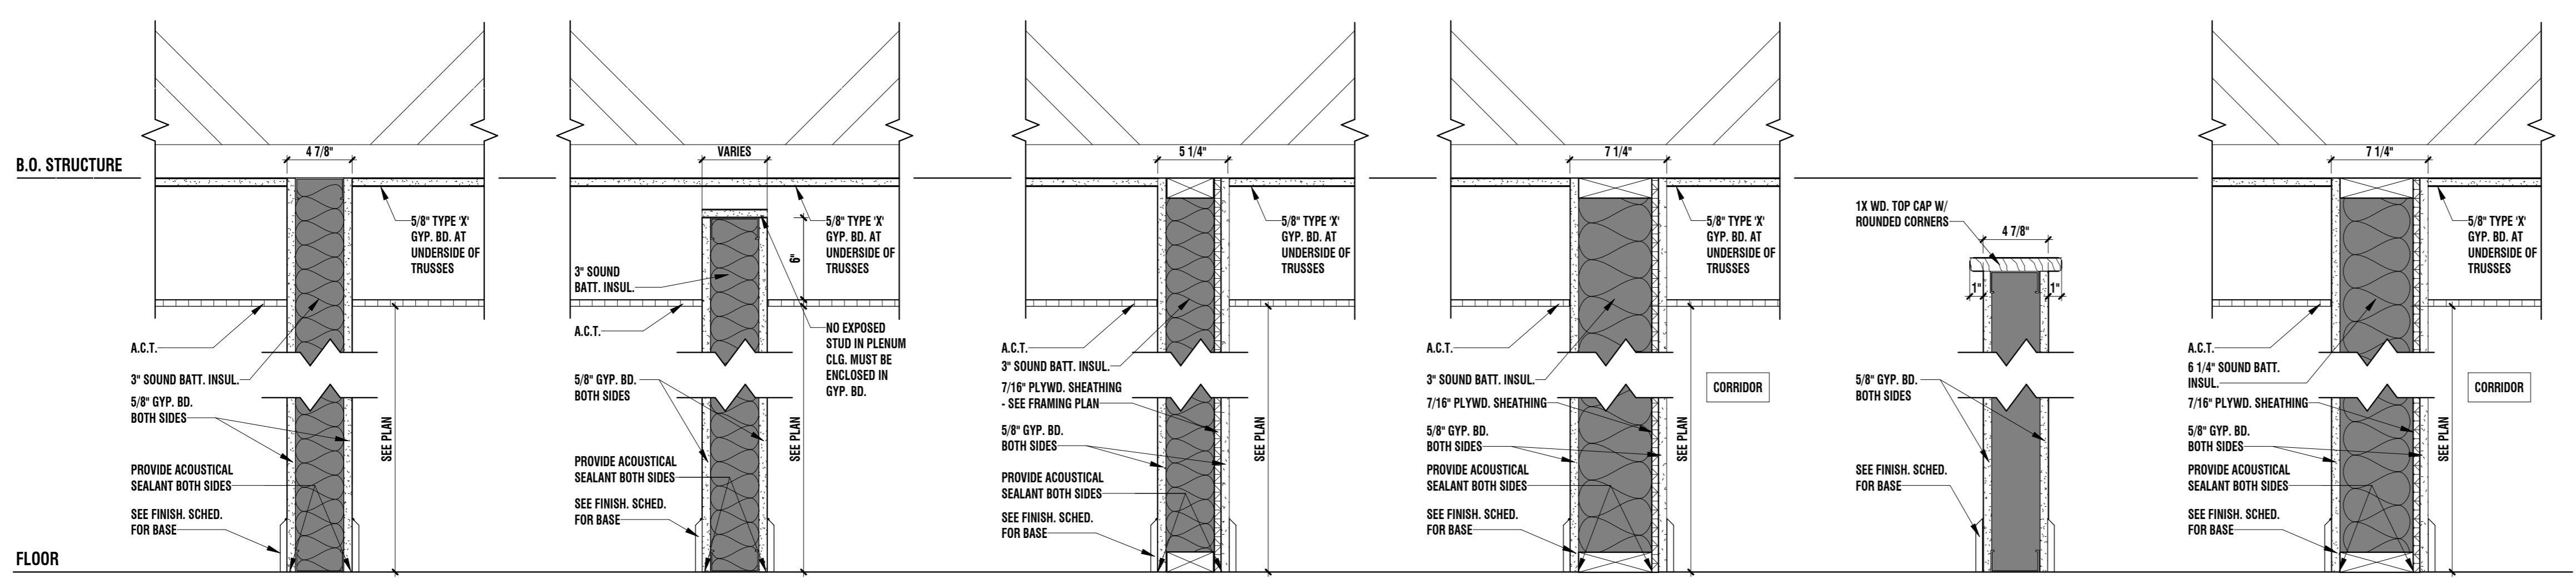 B.O. STRUCTURE
FLOOR
4 7/8"
5/8" TYPE 'X'
GYP. BD. AT
UNDERSIDE OF
TRUSSES
A.C.T.
3" SOUND BATT. INSUL.
5/8" GYP. BD.
BOTH SIDES
SEE PLAN
PROVIDE ACOUSTICAL
SEALANT BOTH SIDES
SEE FINISH. SCHED.
FOR BASE
VARIES
5/8" TYPE 'X'
GYP. BD. AT
UNDERSIDE OF
TRUSSES
6"
3" SOUND
BATT. INSUL.
A.C.T.
NO EXPOSED
STUD IN PLENUM
CLG. MUST BE
ENCLOSED IN
GYP. BD.
5/8" GYP. BD.
BOTH SIDES
SEE PLAN
PROVIDE ACOUSTICAL
SEALANT BOTH SIDES
SEE FINISH. SCHED.
FOR BASE
5 1/4"
5/8" TYPE 'X'
GYP. BD. AT
UNDERSIDE OF
TRUSSES
A.C.T.
3" SOUND BATT. INSUL.
7/16" PLYWD. SHEATHING
- SEE FRAMING PLAN
5/8" GYP. BD.
BOTH SIDES
SEE PLAN
PROVIDE ACOUSTICAL
SEALANT BOTH SIDES
SEE FINISH. SCHED.
FOR BASE
7 1/4"
5/8" TYPE 'X'
GYP. BD. AT
UNDERSIDE OF
TRUSSES
A.C.T.
3" SOUND BATT. INSUL.
CORRIDOR
7/16" PLYWD. SHEATHING
5/8" GYP. BD.
BOTH SIDES
SEE PLAN
PROVIDE ACOUSTICAL
SEALANT BOTH SIDES
SEE FINISH. SCHED.
FOR BASE
1X WD. TOP CAP W/
ROUNDED CORNERS
4 7/8"
1"
1"
5/8" GYP. BD.
BOTH SIDES
SEE FINISH. SCHED.
FOR BASE
7 1/4"
5/8" TYPE 'X'
GYP. BD. AT
UNDERSIDE OF
TRUSSES
A.C.T.
6 1/4" SOUND BATT.
INSUL.
CORRIDOR
7/16" PLYWD. SHEATHING
5/8" GYP. BD.
BOTH SIDES
SEE PLAN
PROVIDE ACOUSTICAL
SEALANT BOTH SIDES
SEE FINISH. SCHED.
FOR BASE